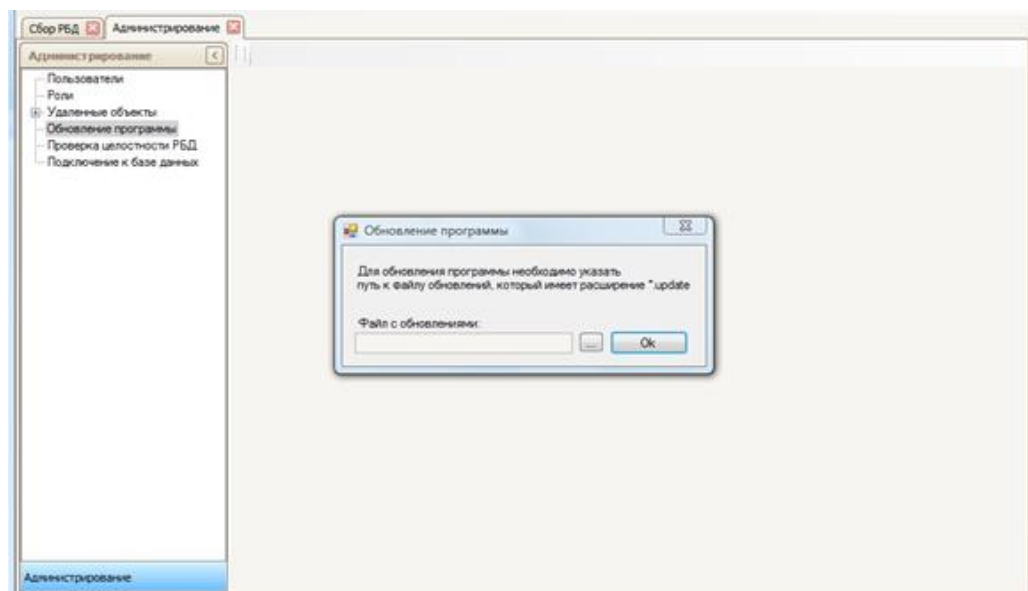 Сбор РБД Администрирование
Администрирование
Пользователи
Роли
Удаленные объекты
Обновление программы
Проверка целостности РБД
Подключение к базе данных
Обновление программы
Для обновления программы необходимо указать
путь к файлу обновлений, который имеет расширение *.update
Файл с обновлениями:
... Ok
Администрирование